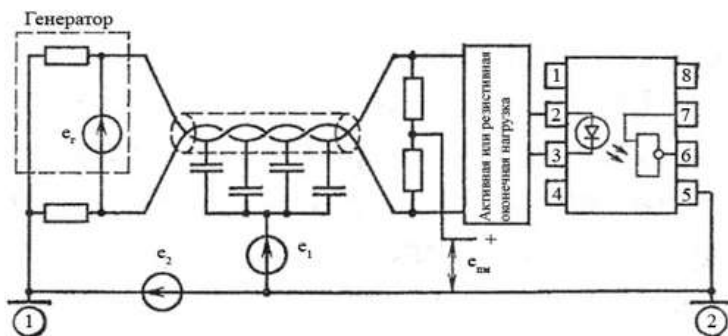 Генератор
eг
e2
e1
eпм
+
Активная или резистивная
оконечная нагрузка
1
2
3
4
8
7
6
5
1
2